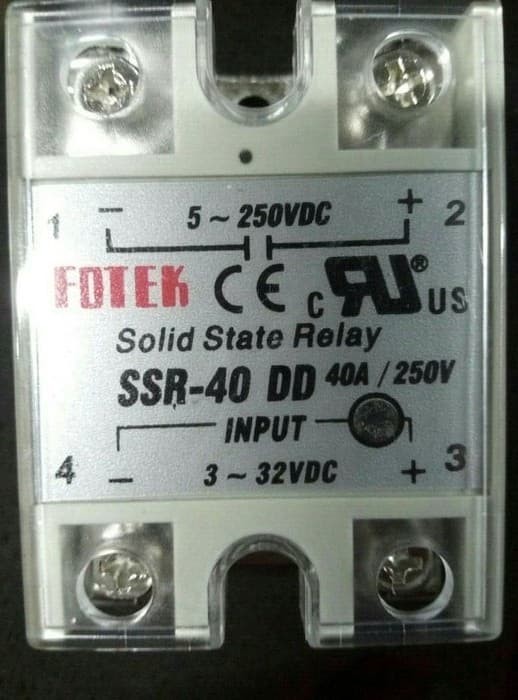 1 − 5 ~ 250VDC + 2
FOTEK CE c RU® US
Solid State Relay
SSR-40 DD 40A / 250V
INPUT
4 − 3 ~ 32VDC + 3